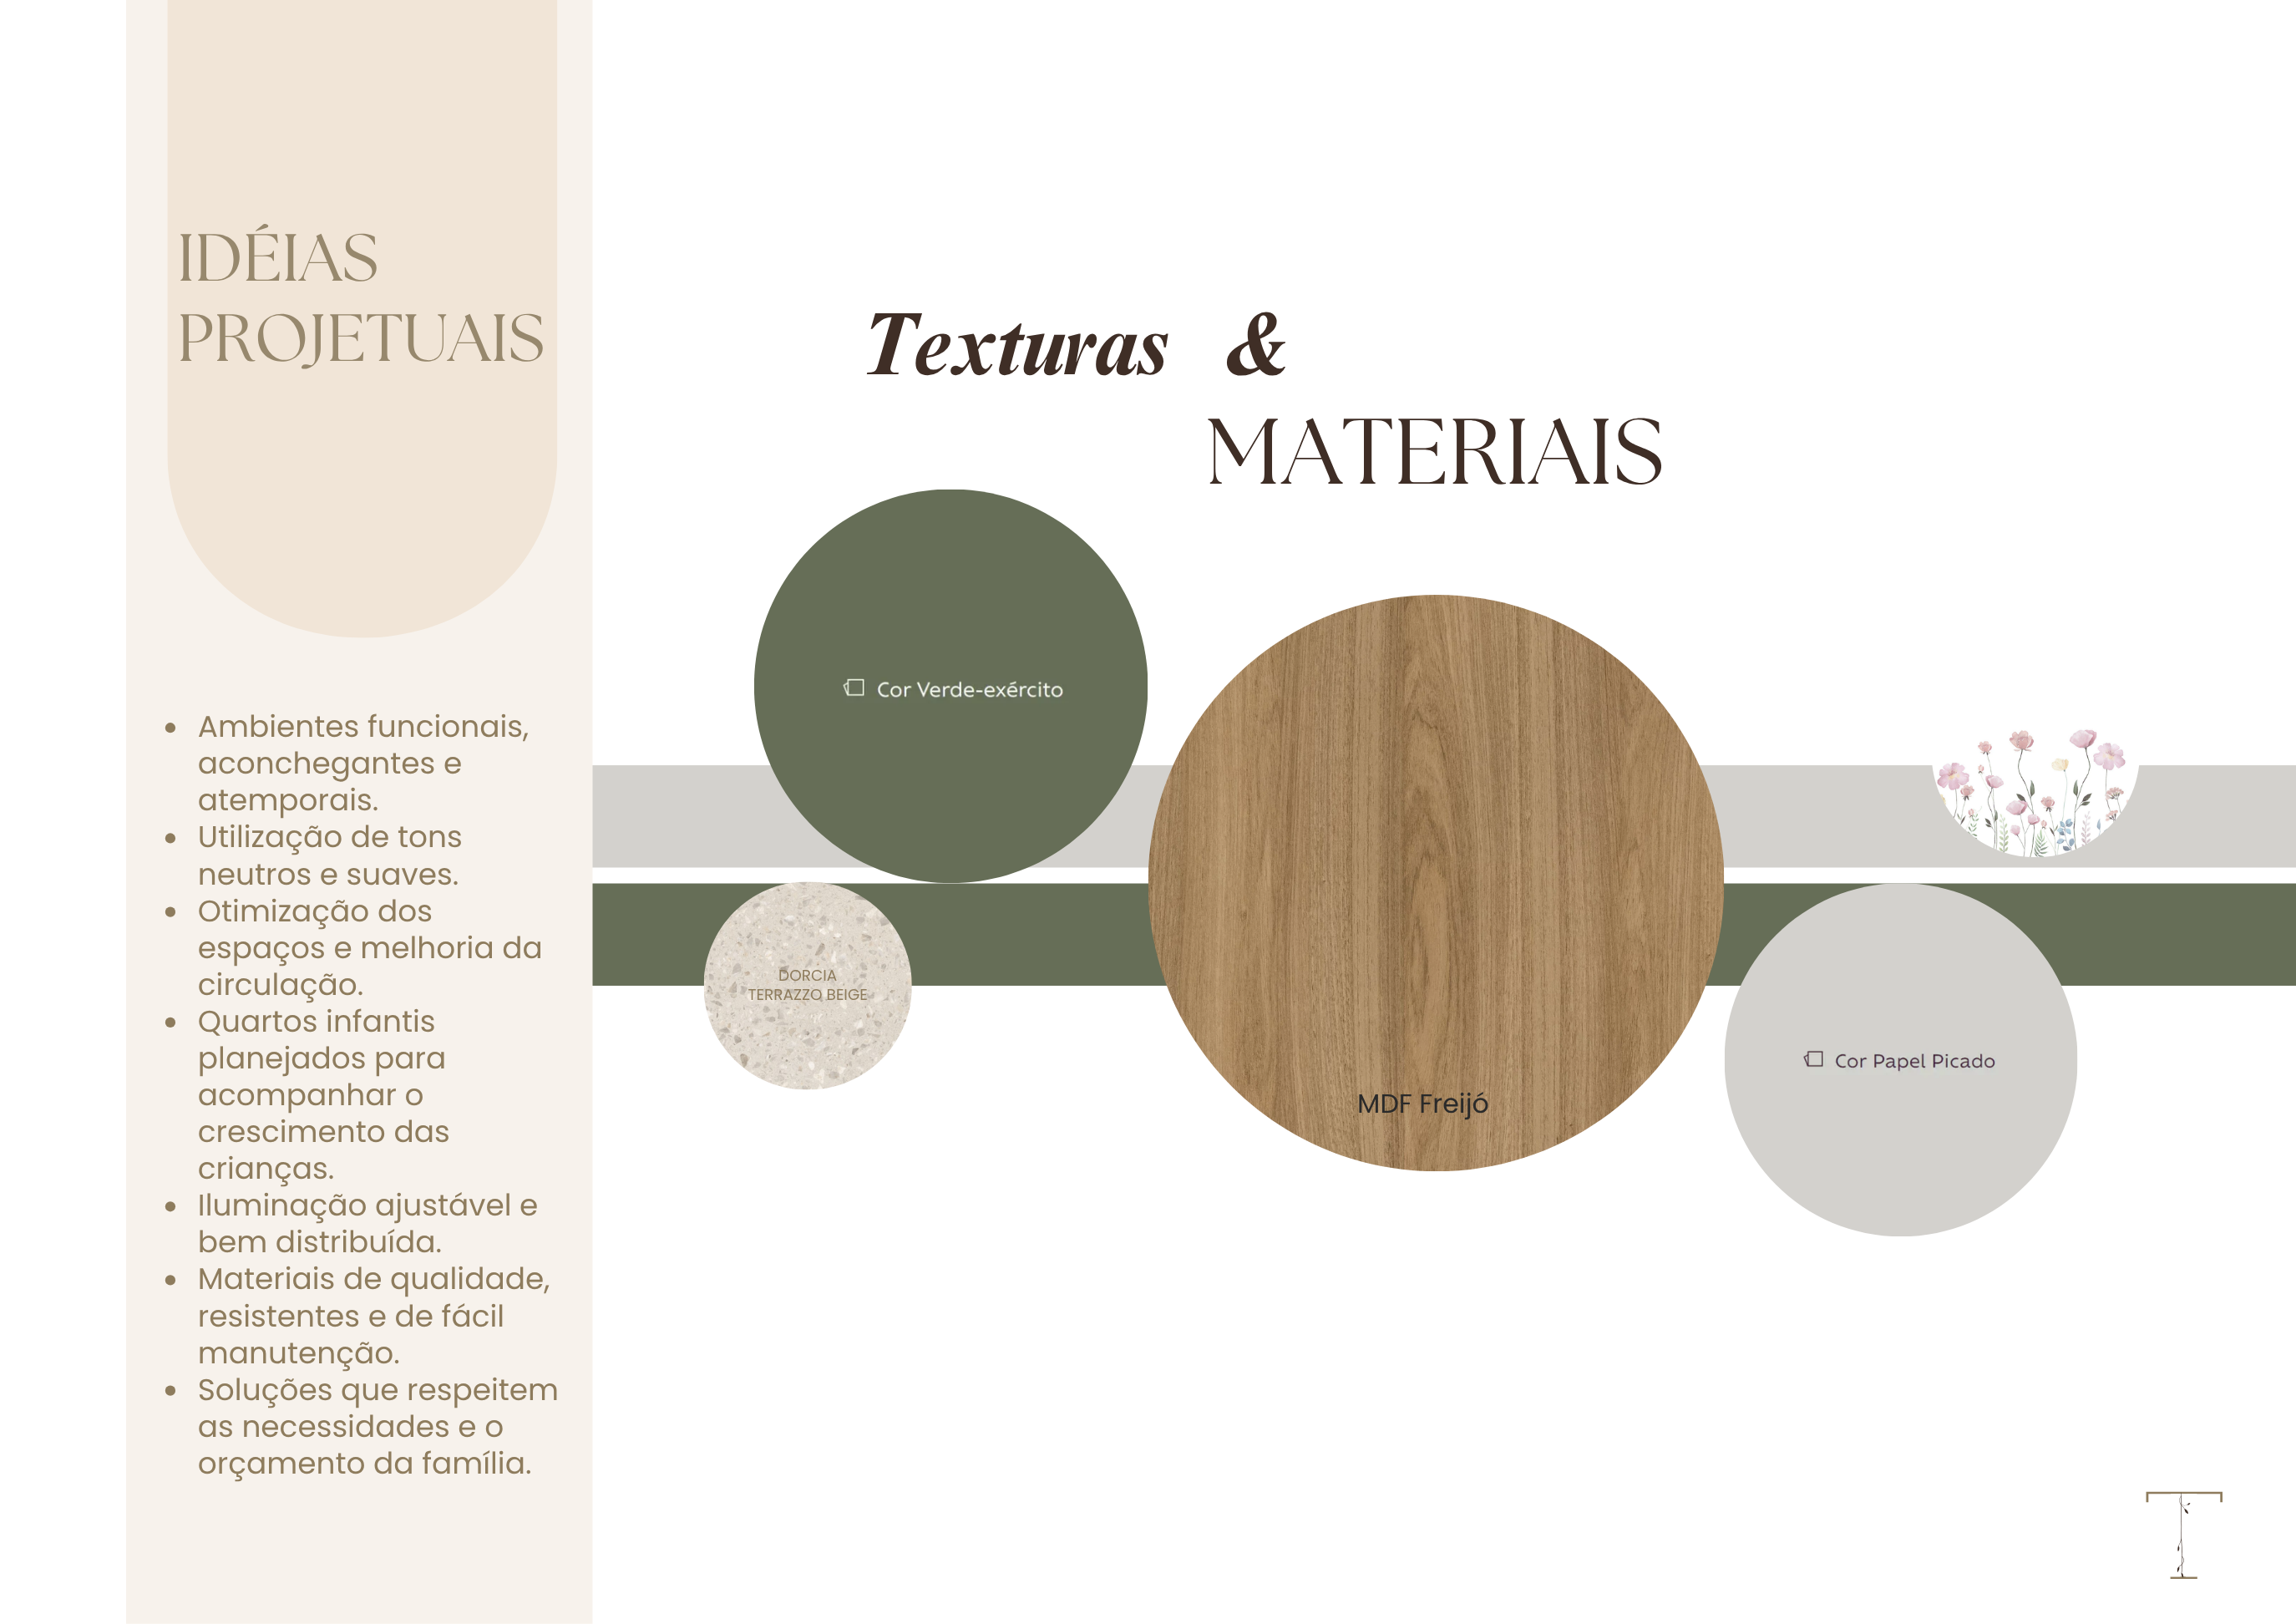 IDÉIAS
PROJETUAIS
• Ambientes funcionais,
aconchegantes e
atemporais.
• Utilização de tons
neutros e suaves.
• Otimização dos
espaços e melhoria da
circulação.
• Quartos infantis
planejados para
acompanhar o
crescimento das
crianças.
• Iluminação ajustável e
bem distribuída.
• Materiais de qualidade,
resistentes e de fácil
manutenção.
• Soluções que respeitem
as necessidades e o
orçamento da família.
Texturas &
MATERIAIS
Cor Verde-exército
DORCIA
TERRAZZO BEIGE
MDF Freijó
Cor Papel Picado
T